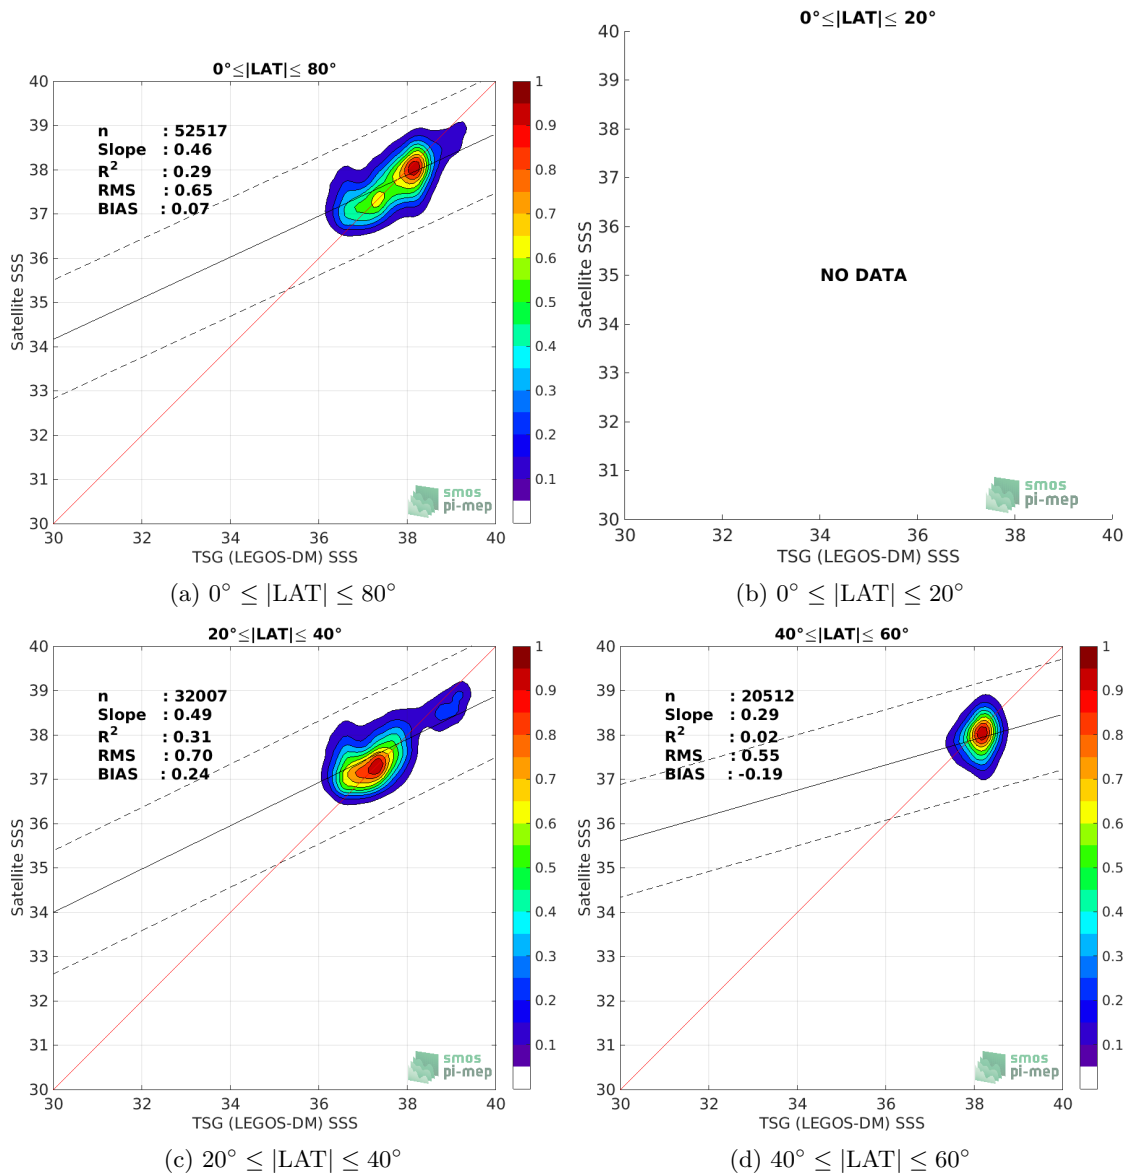 0°≤|LAT|≤ 80°
40
39
38
37
36
35
34
33
32
31
30
Satellite SSS
n : 52517
Slope : 0.46
R² : 0.29
RMS : 0.65
BIAS : 0.07
30 32 34 36 38 40
TSG (LEGOS-DM) SSS
1
0.9
0.8
0.7
0.6
0.5
0.4
0.3
0.2
0.1
smos
pi-mep
(a) 0° ≤ |LAT| ≤ 80°
0°≤|LAT|≤ 20°
40
39
38
37
36
35
34
33
32
31
30
Satellite SSS
NO DATA
smos
pi-mep
30 32 34 36 38 40
TSG (LEGOS-DM) SSS
(b) 0° ≤ |LAT| ≤ 20°
20°≤|LAT|≤ 40°
40
39
38
37
36
35
34
33
32
31
30
Satellite SSS
n : 32007
Slope : 0.49
R² : 0.31
RMS : 0.70
BIAS : 0.24
30 32 34 36 38 40
TSG (LEGOS-DM) SSS
1
0.9
0.8
0.7
0.6
0.5
0.4
0.3
0.2
0.1
smos
pi-mep
(c) 20° ≤ |LAT| ≤ 40°
40°≤|LAT|≤ 60°
40
39
38
37
36
35
34
33
32
31
30
Satellite SSS
n : 20512
Slope : 0.29
R² : 0.02
RMS : 0.55
BIAS : -0.19
30 32 34 36 38 40
TSG (LEGOS-DM) SSS
1
0.9
0.8
0.7
0.6
0.5
0.4
0.3
0.2
0.1
smos
pi-mep
(d) 40° ≤ |LAT| ≤ 60°